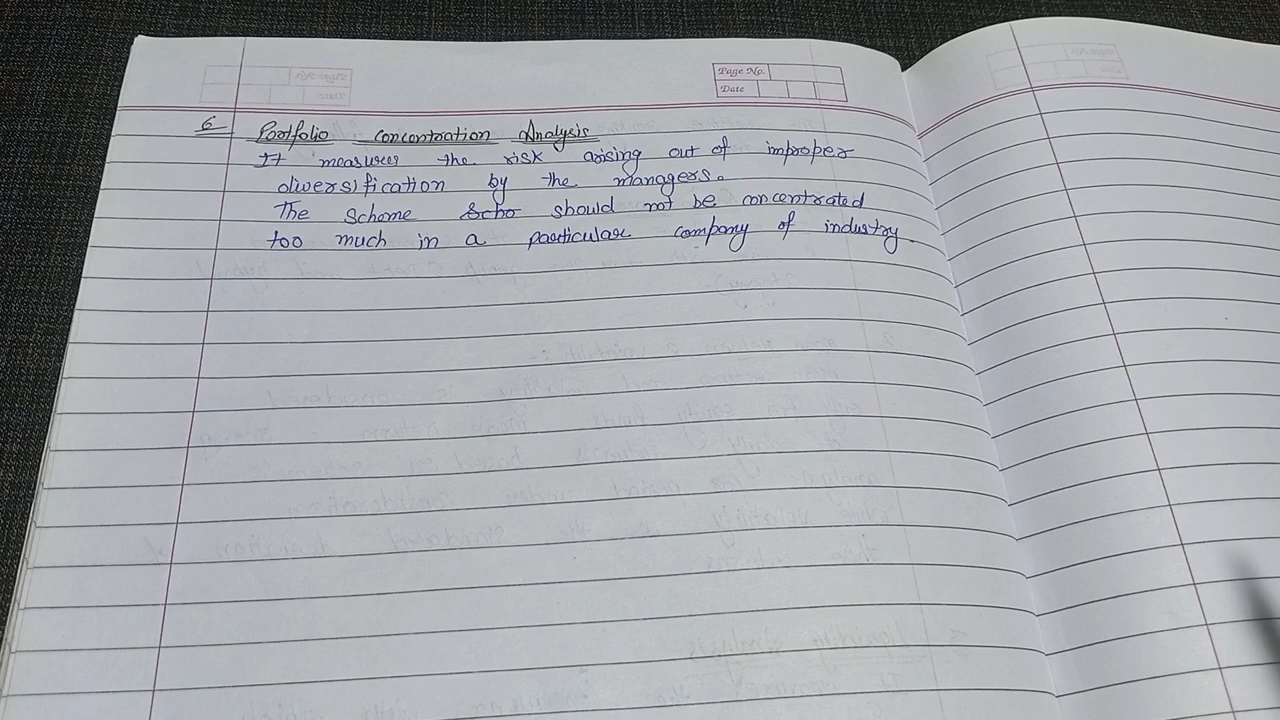 Page No.
Date
6 Portfolio concentration Analysis
It measures the risk arising out of improper
diversification by the managers.
The Scheme Scho should not be concentrated
too much in a particular company of industry.